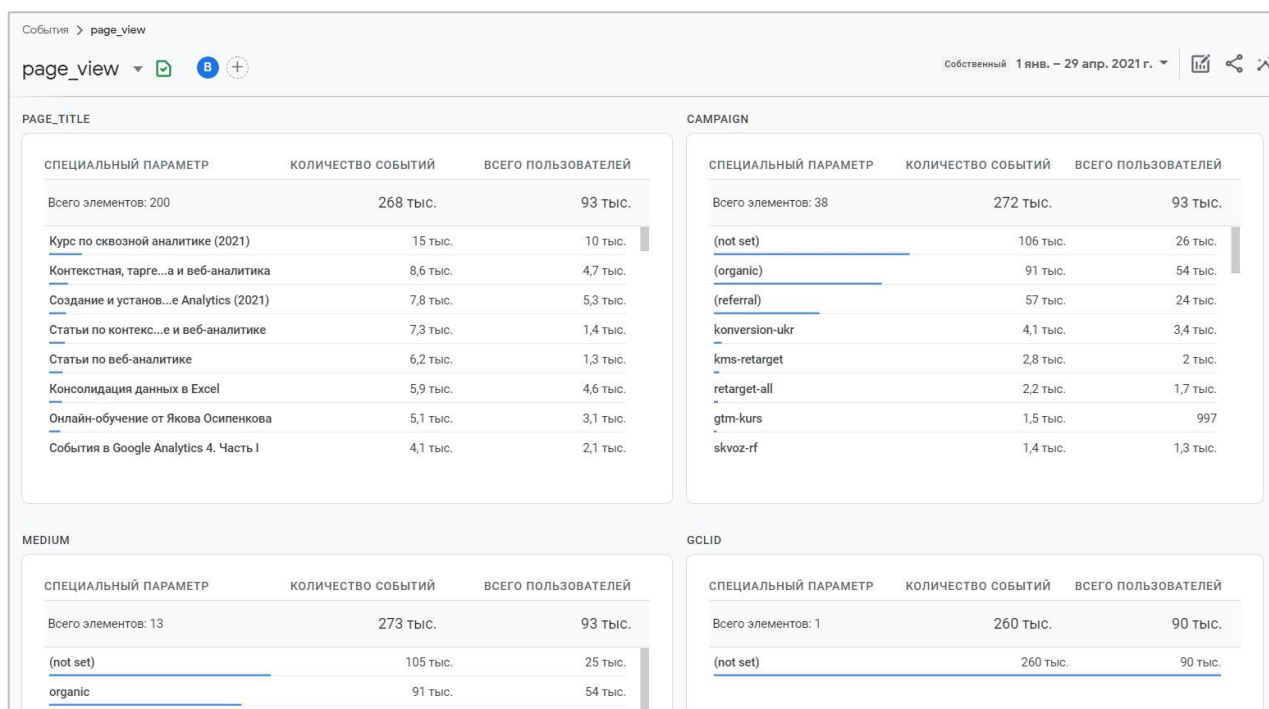 События > page_view
page_view B +
Собственный 1 янв. – 29 апр. 2021 г.
PAGE_TITLE
СПЕЦИАЛЬНЫЙ ПАРАМЕТР КОЛИЧЕСТВО СОБЫТИЙ ВСЕГО ПОЛЬЗОВАТЕЛЕЙ
Всего элементов: 200 268 тыс. 93 тыс.
Курс по сквозной аналитике (2021) 15 тыс. 10 тыс.
Контекстная, тарге...а и веб-аналитика 8,6 тыс. 4,7 тыс.
Создание и установ...е Analytics (2021) 7,8 тыс. 5,3 тыс.
Статьи по контекс...е и веб-аналитике 7,3 тыс. 1,4 тыс.
Статьи по веб-аналитике 6,2 тыс. 1,3 тыс.
Консолидация данных в Excel 5,9 тыс. 4,6 тыс.
Онлайн-обучение от Якова Осипенкова 5,1 тыс. 3,1 тыс.
События в Google Analytics 4. Часть I 4,1 тыс. 2,1 тыс.
CAMPAIGN
СПЕЦИАЛЬНЫЙ ПАРАМЕТР КОЛИЧЕСТВО СОБЫТИЙ ВСЕГО ПОЛЬЗОВАТЕЛЕЙ
Всего элементов: 38 272 тыс. 93 тыс.
(not set) 106 тыс. 26 тыс.
(organic) 91 тыс. 54 тыс.
(referral) 57 тыс. 24 тыс.
konversion-ukr 4,1 тыс. 3,4 тыс.
kms-retarget 2,8 тыс. 2 тыс.
retarget-all 2,2 тыс. 1,7 тыс.
gtm-kurs 1,5 тыс. 997
skvoz-rf 1,4 тыс. 1,3 тыс.
MEDIUM
СПЕЦИАЛЬНЫЙ ПАРАМЕТР КОЛИЧЕСТВО СОБЫТИЙ ВСЕГО ПОЛЬЗОВАТЕЛЕЙ
Всего элементов: 13 273 тыс. 93 тыс.
(not set) 105 тыс. 25 тыс.
organic 91 тыс. 54 тыс.
GCLID
СПЕЦИАЛЬНЫЙ ПАРАМЕТР КОЛИЧЕСТВО СОБЫТИЙ ВСЕГО ПОЛЬЗОВАТЕЛЕЙ
Всего элементов: 1 260 тыс. 90 тыс.
(not set) 260 тыс. 90 тыс.